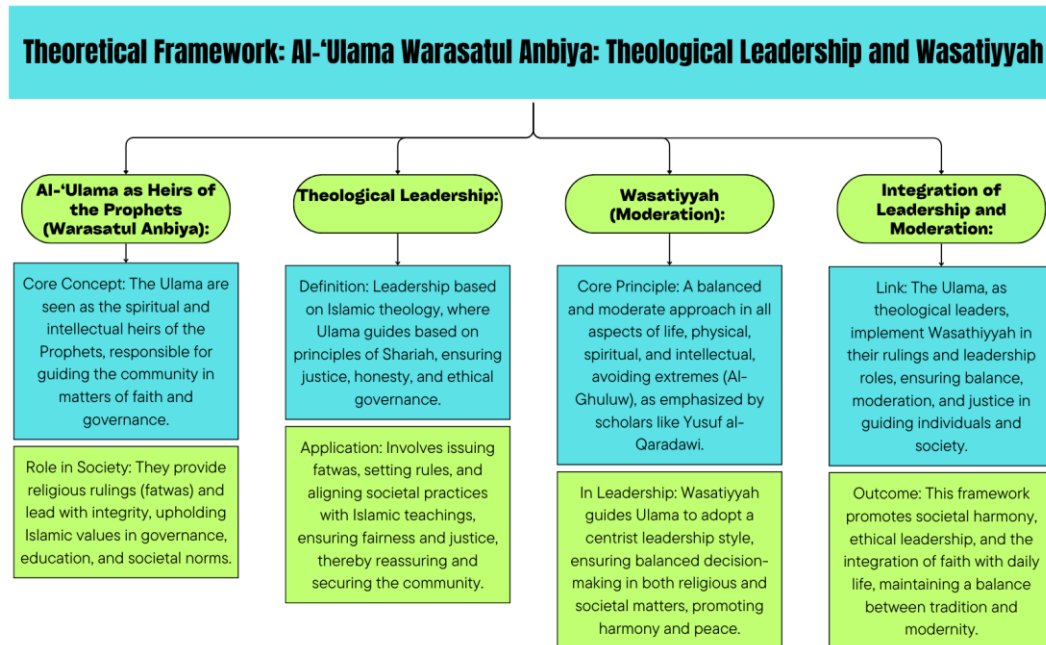 Theoretical Framework: Al-‘Ulama Warasatul Anbiya: Theological Leadership and Wasatiyyah
Al-‘Ulama as Heirs of
the Prophets
(Warasatul Anbiya):
Core Concept: The Ulama are
seen as the spiritual and
intellectual heirs of the
Prophets, responsible for
guiding the community in
matters of faith and
governance.
Role in Society: They provide
religious rulings (fatwas) and
lead with integrity, upholding
Islamic values in governance,
education, and societal norms.
Theological Leadership:
Definition: Leadership based
on Islamic theology, where
Ulama guides based on
principles of Shariah, ensuring
justice, honesty, and ethical
governance.
Application: Involves issuing
fatwas, setting rules, and
aligning societal practices
with Islamic teachings,
ensuring fairness and justice,
thereby reassuring and
securing the community.
Wasatiyyah
(Moderation):
Core Principle: A balanced
and moderate approach in all
aspects of life, physical,
spiritual, and intellectual,
avoiding extremes (Al-
Ghuluw), as emphasized by
scholars like Yusuf al-
Qaradawi.
In Leadership: Wasatiyyah
guides Ulama to adopt a
centrist leadership style,
ensuring balanced decision-
making in both religious and
societal matters, promoting
harmony and peace.
Integration of
Leadership and
Moderation:
Link: The Ulama, as
theological leaders,
implement Wasathiyyah in
their rulings and leadership
roles, ensuring balance,
moderation, and justice in
guiding individuals and
society.
Outcome: This framework
promotes societal harmony,
ethical leadership, and the
integration of faith with daily
life, maintaining a balance
between tradition and
modernity.